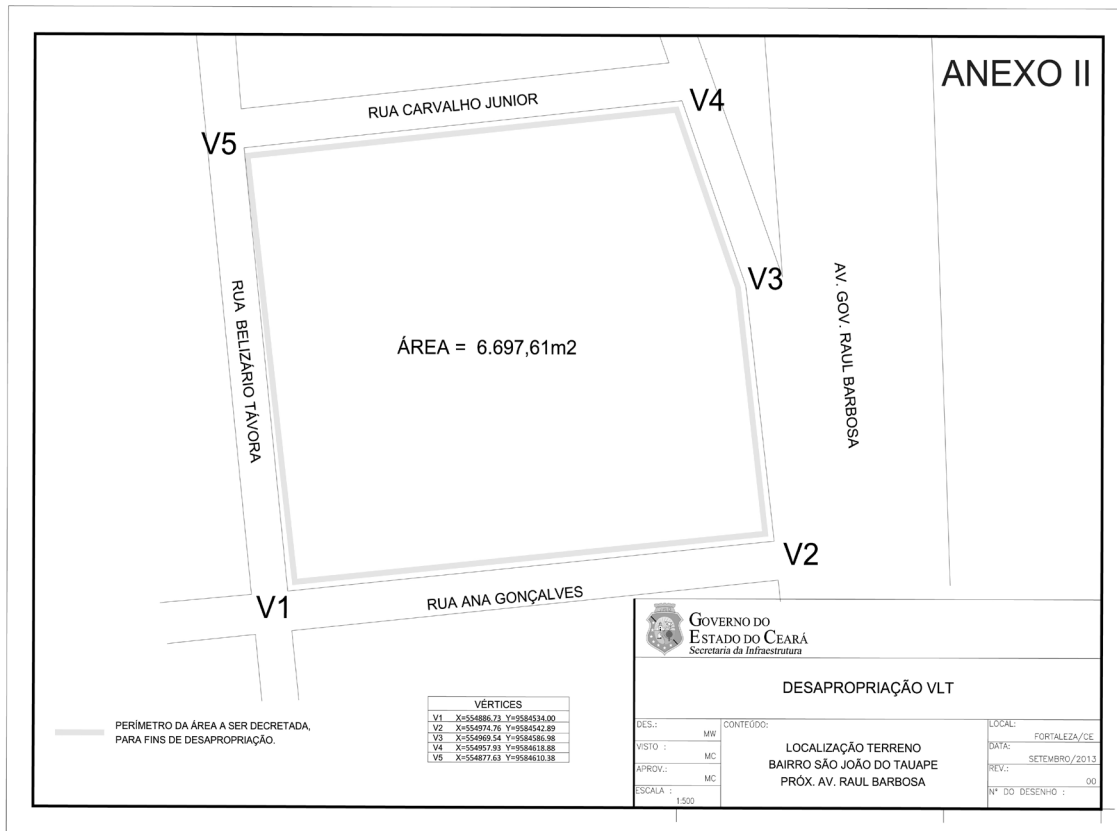 ANEXO II
RUA CARVALHO JUNIOR
V4
V5
V3
RUA BELIZÁRIO TÁVORA
ÁREA = 6.697,61m2
AV. GOV. RAUL BARBOSA
V2
V1
RUA ANA GONÇALVES
PERÍMETRO DA ÁREA A SER DECRETADA,
PARA FINS DE DESAPROPRIAÇÃO.
VÉRTICES
V1 X=554886.73 Y=9584534.00
V2 X=554974.76 Y=9584542.89
V3 X=554969.54 Y=9584586.98
V4 X=554957.93 Y=9584618.88
V5 X=554877.63 Y=9584610.38
GOVERNO DO
ESTADO DO CEARÁ
Secretaria da Infraestrutura
DESAPROPRIAÇÃO VLT
DES.: MW
VISTO : MC
APROV.: MC
ESCALA : 1:500
CONTEÚDO:
LOCALIZAÇÃO TERRENO
BAIRRO SÃO JOÃO DO TAUAPE
PRÓX. AV. RAUL BARBOSA
LOCAL: FORTALEZA/CE
DATA: SETEMBRO/2013
REV.: 00
N° DO DESENHO :